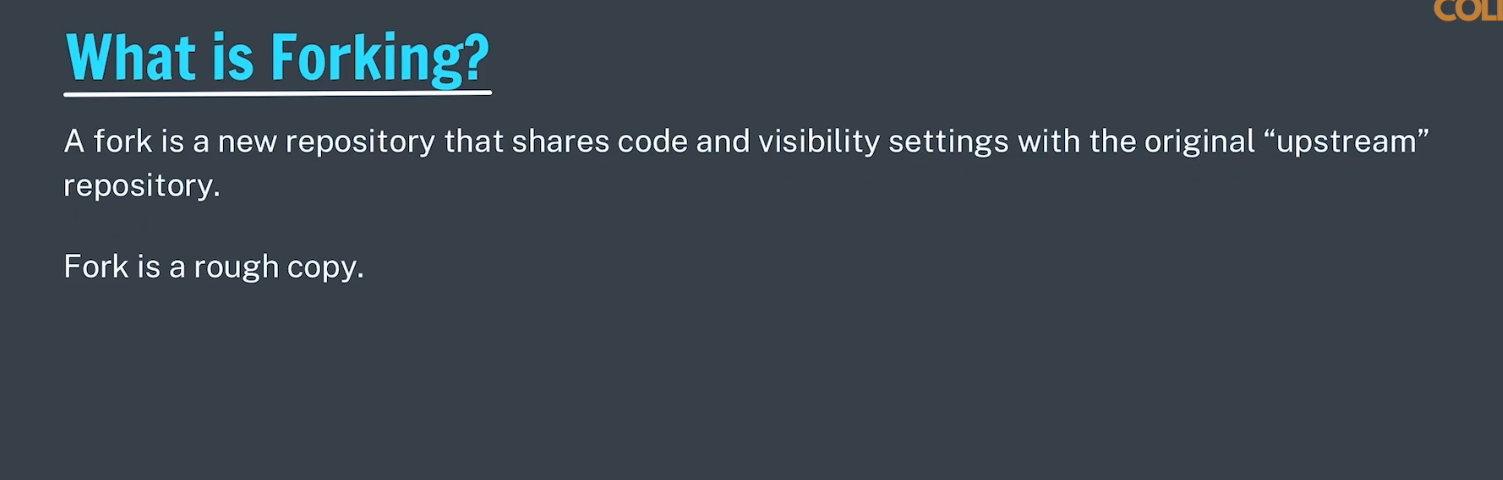 What is Forking?
A fork is a new repository that shares code and visibility settings with the original “upstream”
repository.
Fork is a rough copy.